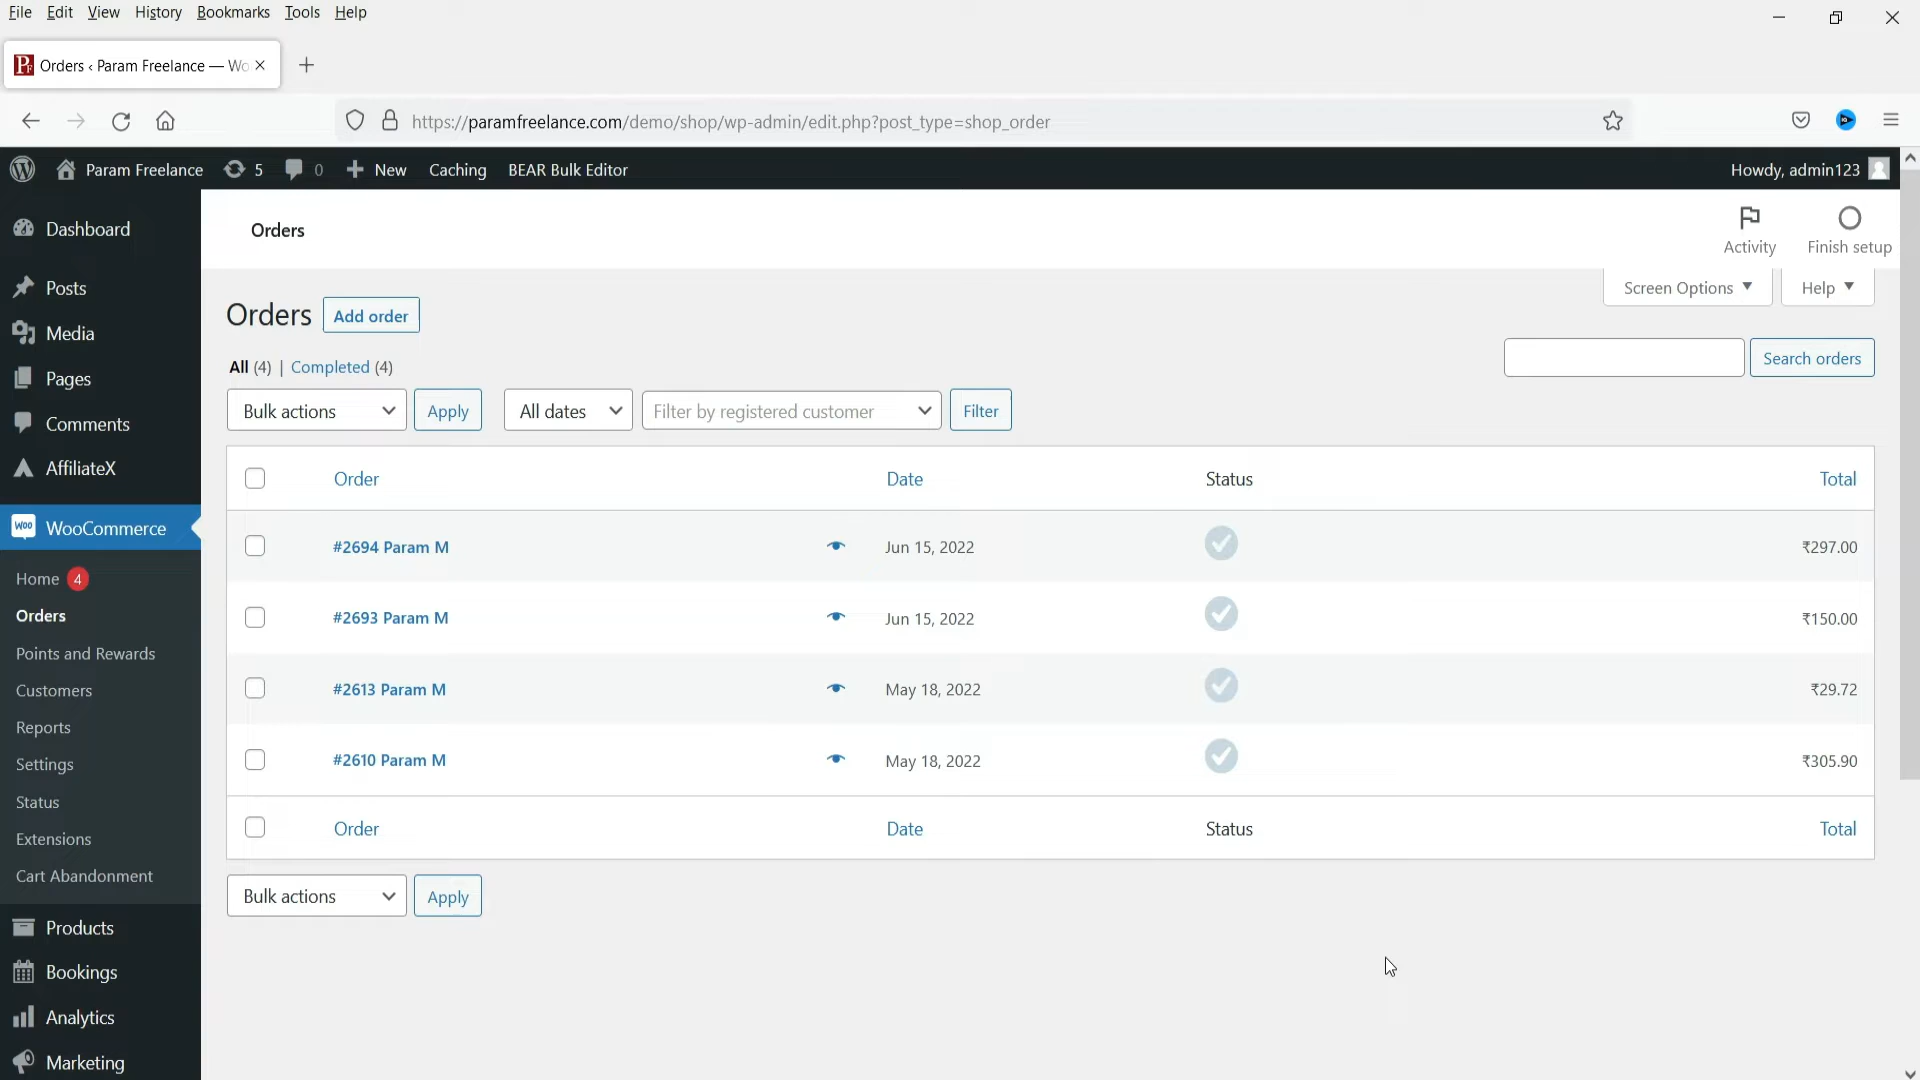 File Edit View History Bookmarks Tools Help
Orders ‹ Param Freelance — Wo
https://paramfreelance.com/demo/shop/wp-admin/edit.php?post_type=shop_order
Param Freelance 5 0 New Caching BEAR Bulk Editor Howdy, admin123
Dashboard
Posts
Media
Pages
Comments
AffiliateX
WooCommerce
Home 4
Orders
Points and Rewards
Customers
Reports
Settings
Status
Extensions
Cart Abandonment
Products
Bookings
Analytics
Marketing
Orders
Activity Finish setup
Screen Options Help
Orders Add order
All (4) | Completed (4)
Search orders
Bulk actions Apply All dates Filter by registered customer Filter
Order Date Status Total
#2694 Param M Jun 15, 2022 ₹297.00
#2693 Param M Jun 15, 2022 ₹150.00
#2613 Param M May 18, 2022 ₹29.72
#2610 Param M May 18, 2022 ₹305.90
Order Date Status Total
Bulk actions Apply